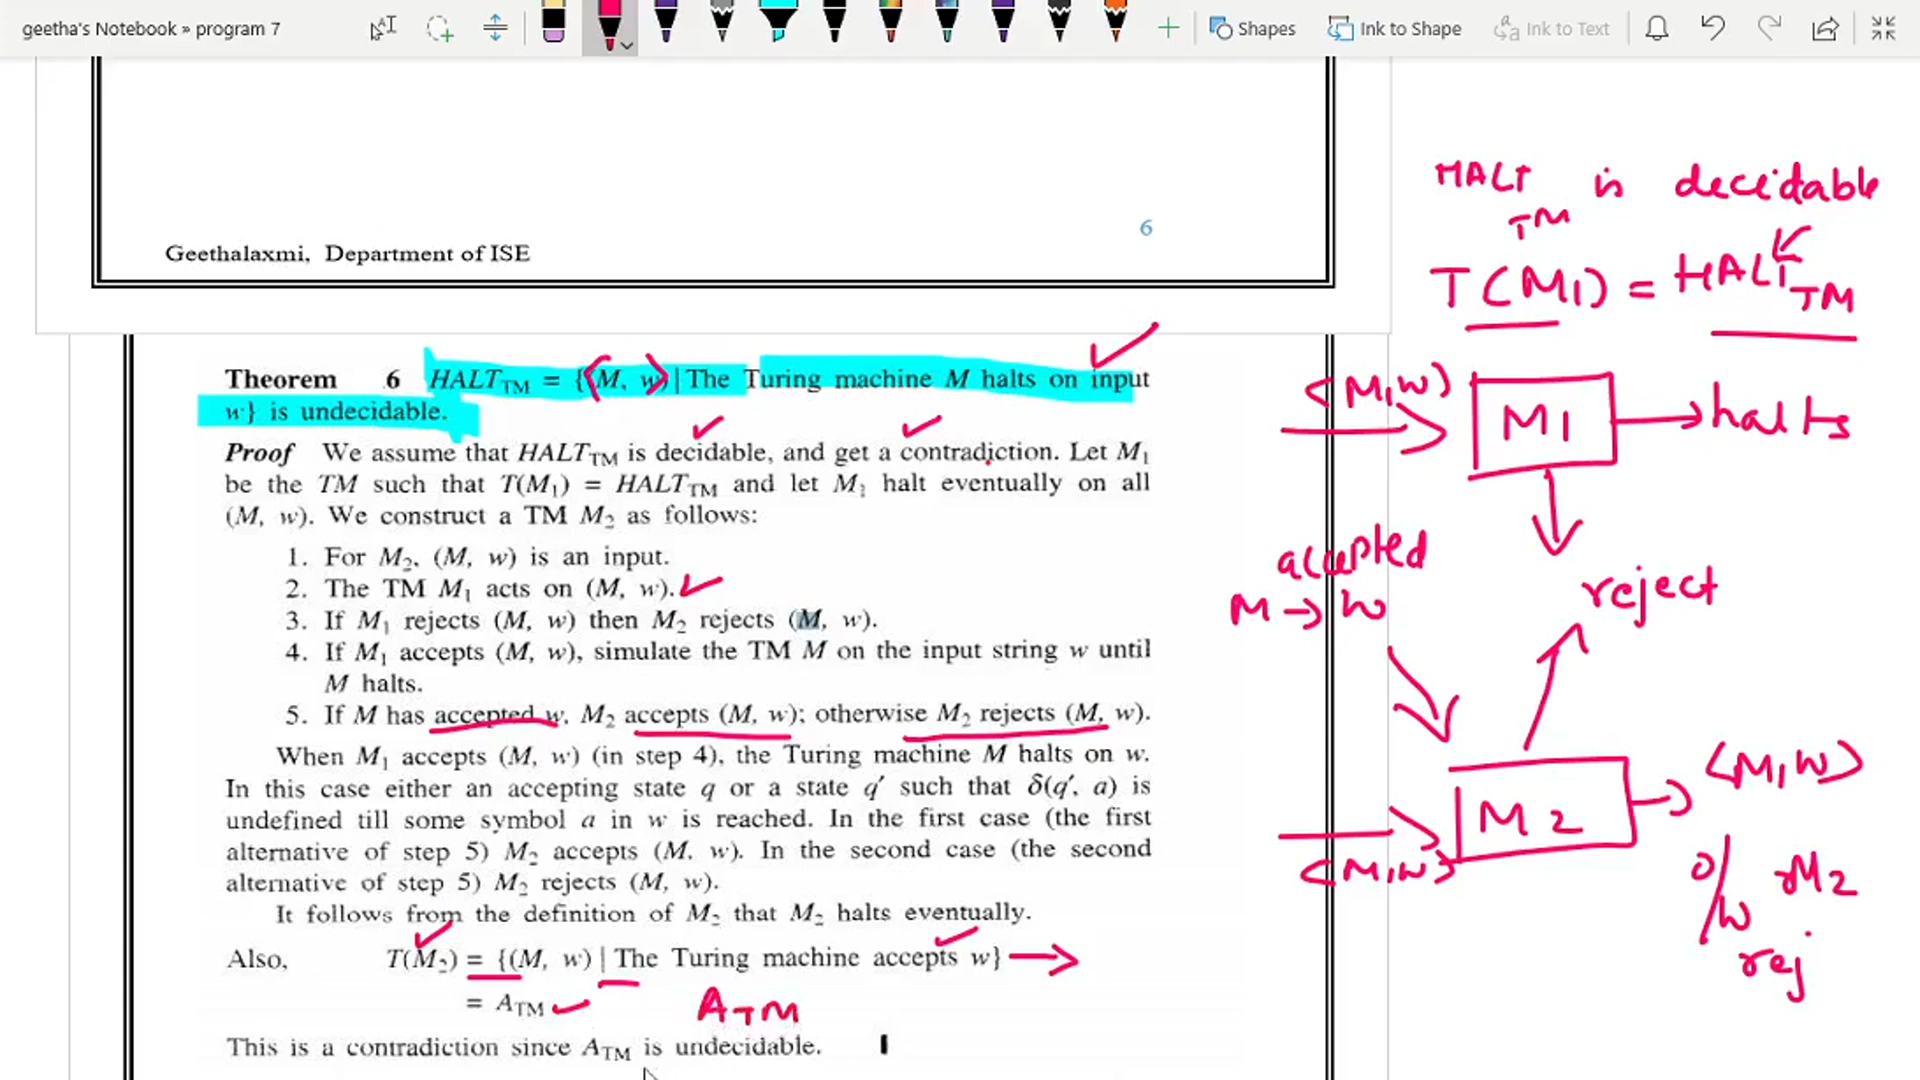 geetha's Notebook » program 7
Shapes
Ink to Shape
Ink to Text
6
Geethalaxmi, Department of ISE
Theorem 6 HALT_TM = {(M, w) | The Turing machine M halts on input
w} is undecidable.
Proof We assume that HALT_TM is decidable, and get a contradiction. Let M₁
be the TM such that T(M₁) = HALT_TM and let M₁ halt eventually on all
(M, w). We construct a TM M₂ as follows:
1. For M₂, (M, w) is an input.
2. The TM M₁ acts on (M, w).
3. If M₁ rejects (M, w) then M₂ rejects (M, w).
4. If M₁ accepts (M, w), simulate the TM M on the input string w until
M halts.
5. If M has accepted w, M₂ accepts (M, w); otherwise M₂ rejects (M, w).
When M₁ accepts (M, w) (in step 4), the Turing machine M halts on w.
In this case either an accepting state q or a state q′ such that δ(q′, a) is
undefined till some symbol a in w is reached. In the first case (the first
alternative of step 5) M₂ accepts (M, w). In the second case (the second
alternative of step 5) M₂ rejects (M, w).
It follows from the definition of M₂ that M₂ halts eventually.
Also, T(M₂) = {(M, w) | The Turing machine accepts w}
= A_TM
A_TM
This is a contradiction since A_TM is undecidable.
HALT_TM is decidable
T(M1) = HALT_TM
<M,w>
M1
halts
reject
accepted
M → w
M2
<M,w>
<M,w>
o/w M2
rej